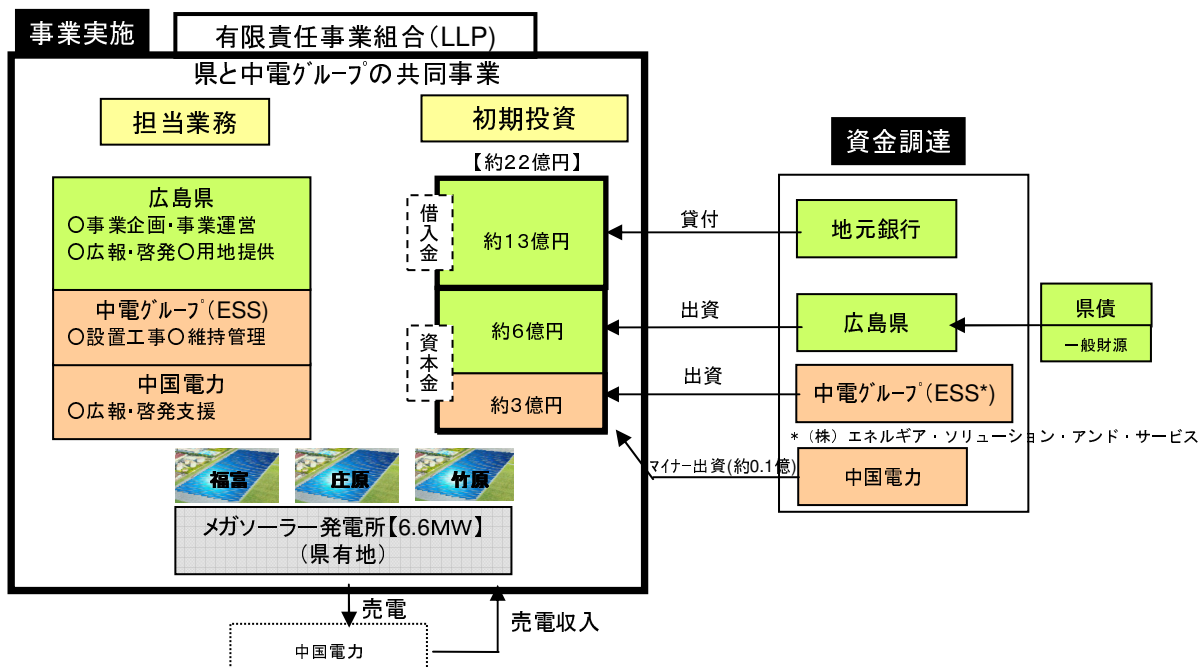 事業実施
有限責任事業組合(LLP)
県と中電ｸﾞﾙｰﾌﾟの共同事業
担当業務
初期投資
【約22億円】
広島県
○事業企画・事業運営
○広報・啓発○用地提供
中電ｸﾞﾙｰﾌﾟ(ESS)
○設置工事○維持管理
中国電力
○広報・啓発支援
借入金
約13億円
資本金
約6億円
約3億円
福富
庄原
竹原
メガソーラー発電所【6.6MW】
(県有地)
売電
売電収入
中国電力
資金調達
貸付
地元銀行
出資
広島県
県債
一般財源
出資
中電ｸﾞﾙｰﾌﾟ(ESS*)
*（株）エネルギア・ソリューション・アンド・サービス
ﾏｲﾅｰ出資(約0.1億)
中国電力